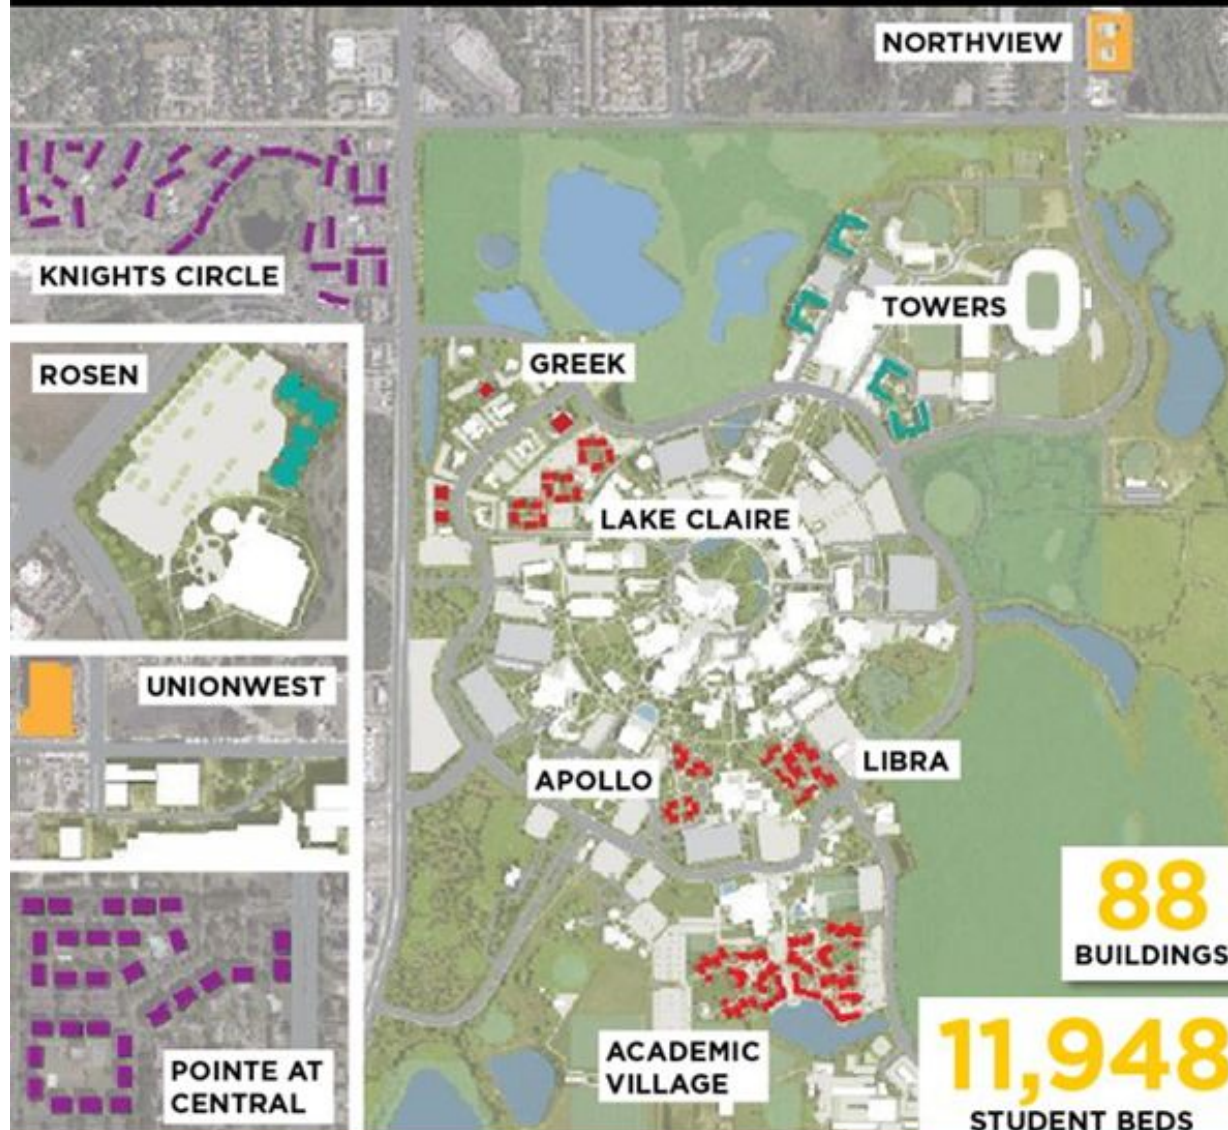 NORTHVIEW
KNIGHTS CIRCLE
TOWERS
ROSEN
GREEK
LAKE CLAIRE
UNIONWEST
LIBRA
APOLLO
88
BUILDINGS
11,948
STUDENT BEDS
ACADEMIC
VILLAGE
POINTE AT
CENTRAL